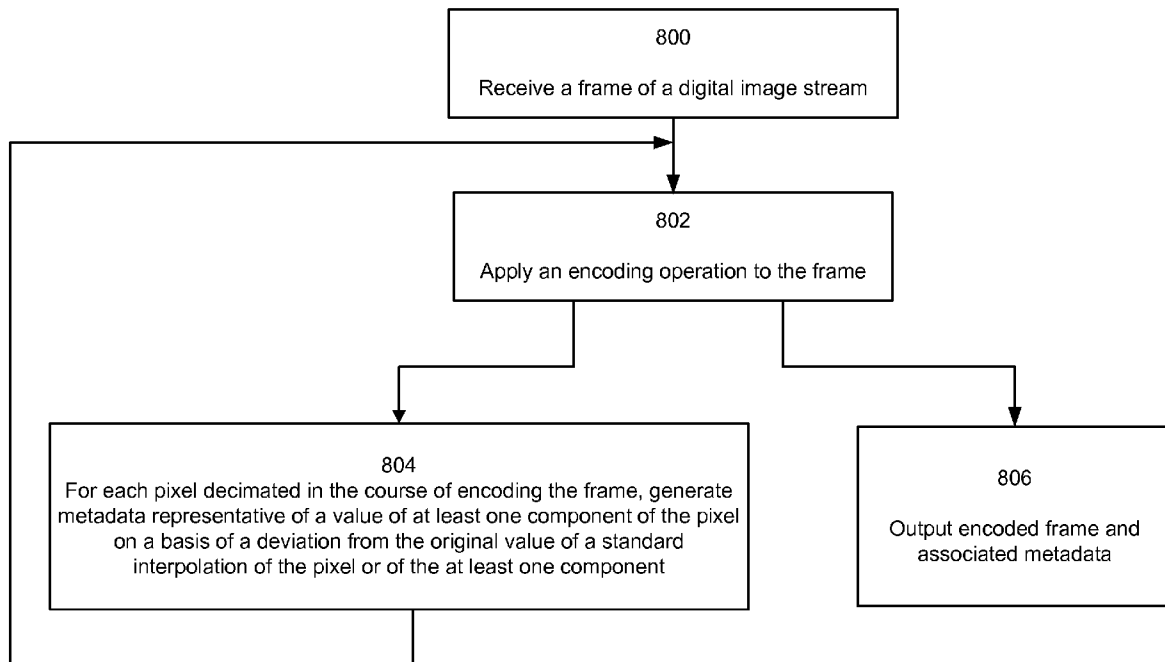 800
Receive a frame of a digital image stream
802
Apply an encoding operation to the frame
804
For each pixel decimated in the course of encoding the frame, generate
metadata representative of a value of at least one component of the pixel
on a basis of a deviation from the original value of a standard
interpolation of the pixel or of the at least one component
806
Output encoded frame and
associated metadata